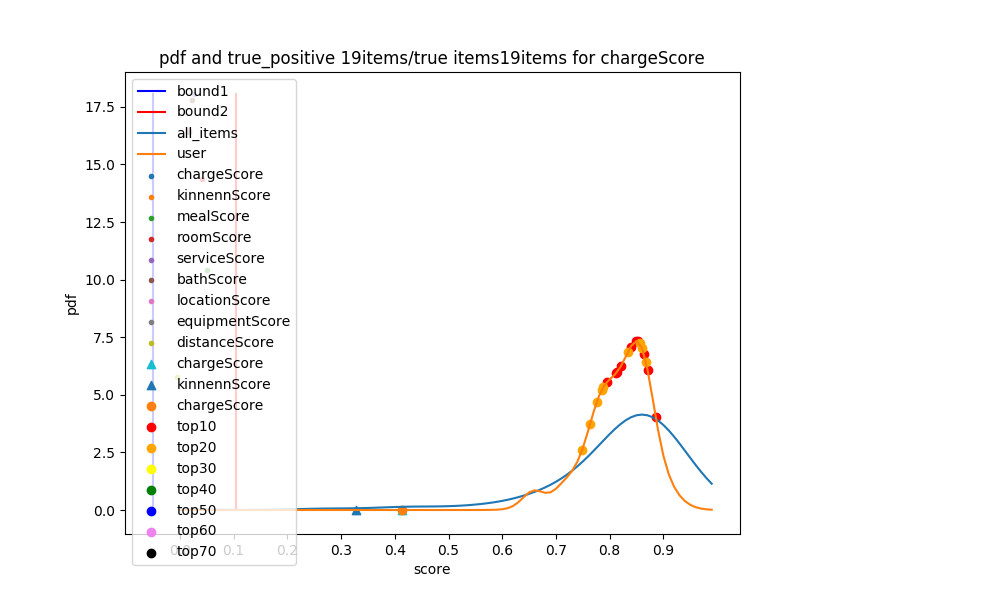 pdf and true_positive 19items/true items19items for chargeScore
bound1
bound2
all_items
user
chargeScore
kinnennScore
mealScore
roomScore
serviceScore
bathScore
locationScore
equipmentScore
distanceScore
chargeScore
kinnennScore
chargeScore
top10
top20
top30
top40
top50
top60
top70
17.5
15.0
12.5
10.0
7.5
5.0
2.5
0.0
pdf
0.0 0.1 0.2 0.3 0.4 0.5 0.6 0.7 0.8 0.9
score